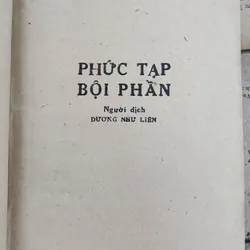 PHỨC TẠP
BỘI PHẦN
Người dịch
DƯƠNG NHƯ LIÊN